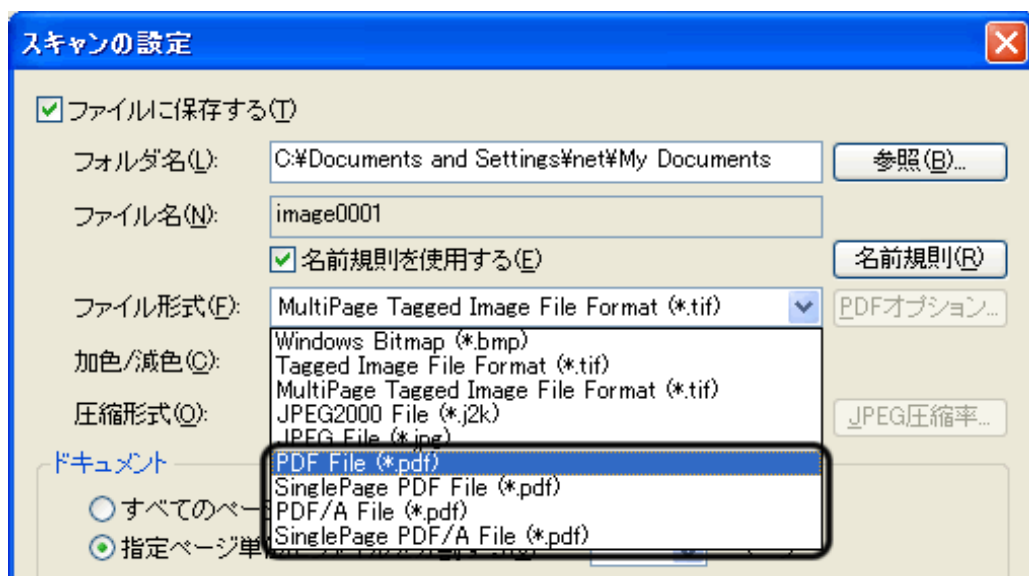 スキャンの設定
ファイルに保存する(T)
フォルダ名(L): C:¥Documents and Settings¥net¥My Documents 参照(B)...
ファイル名(N): image0001
名前規則を使用する(E) 名前規則(R)
ファイル形式(F): MultiPage Tagged Image File Format (*.tif) PDFオプション...
Windows Bitmap (*.bmp)
加色/減色(C): Tagged Image File Format (*.tif)
MultiPage Tagged Image File Format (*.tif)
圧縮形式(O): JPEG2000 File (*.j2k) JPEG圧縮率...
JPEG File (*.jpg)
ドキュメント PDF File (*.pdf)
SinglePage PDF File (*.pdf)
すべてのペー PDF/A File (*.pdf)
指定ページ単 SinglePage PDF/A File (*.pdf)